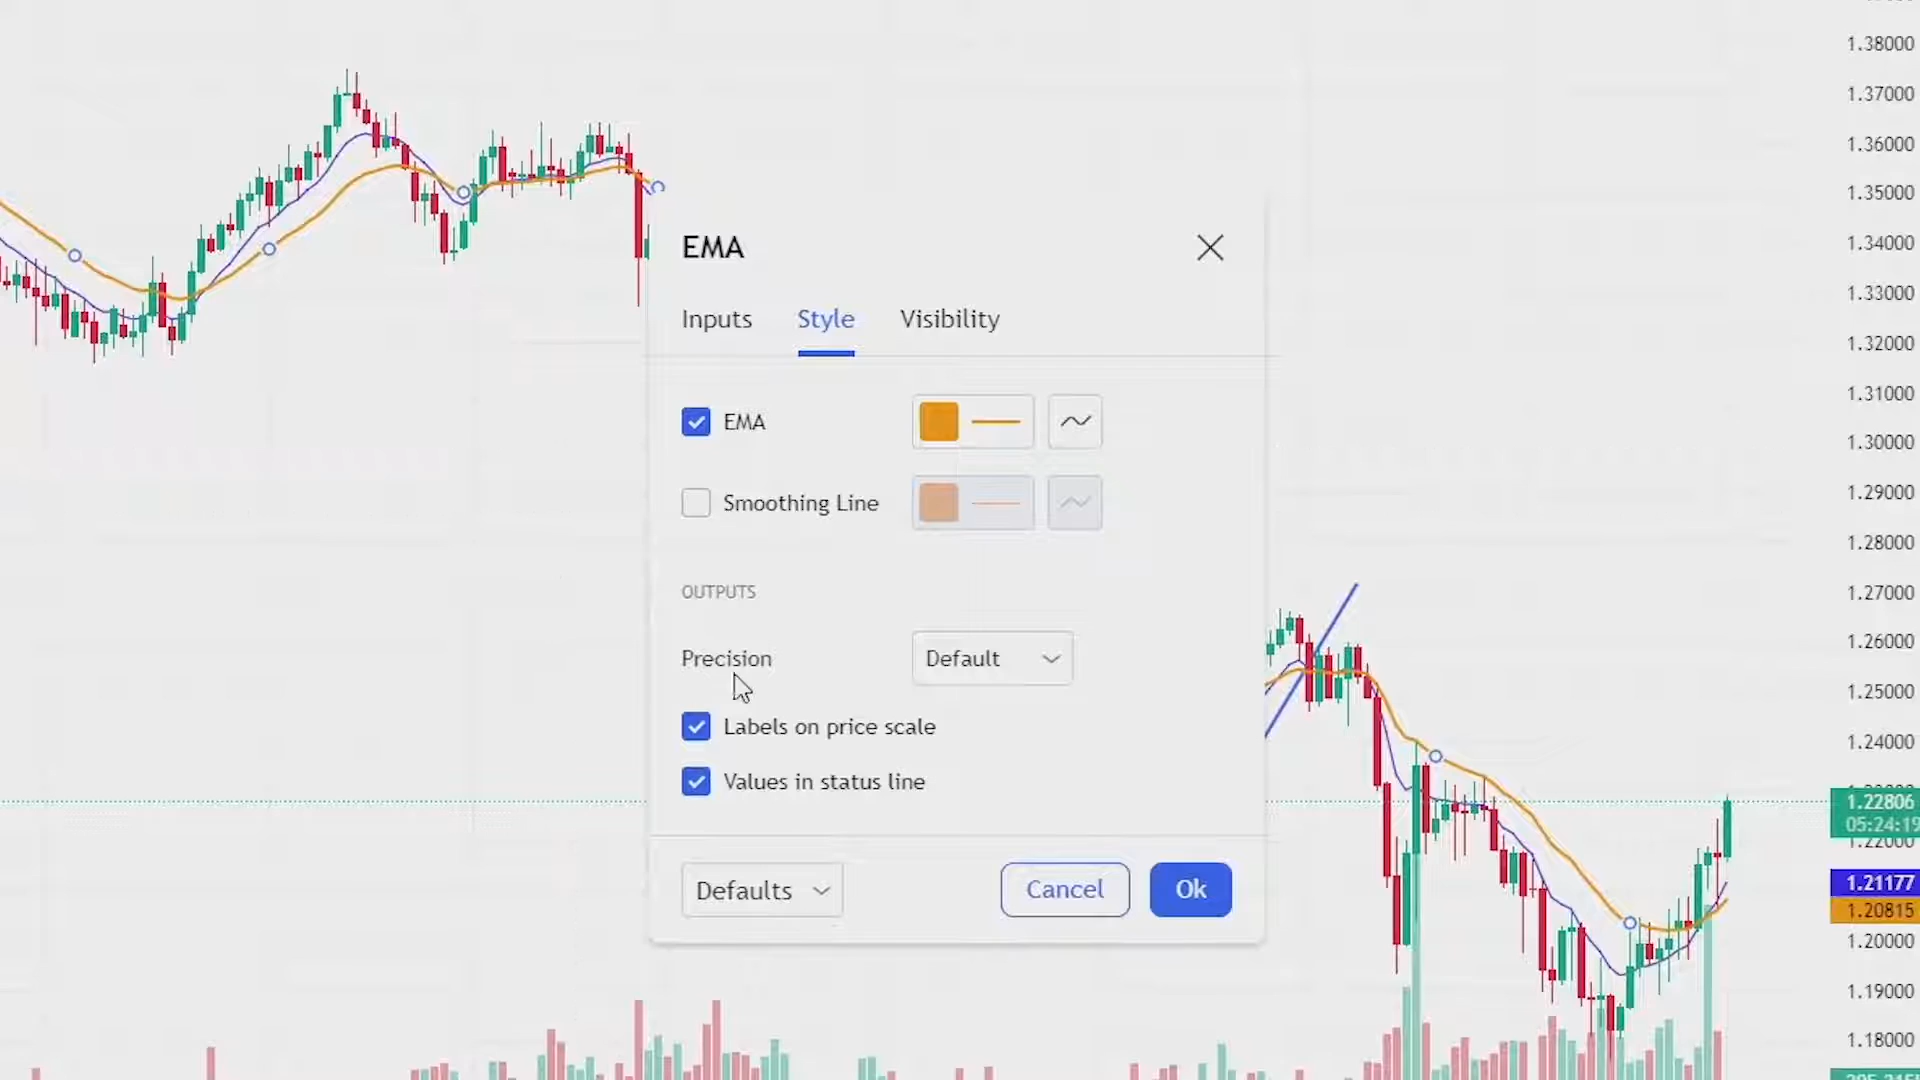 1.38000
1.37000
1.36000
1.35000
1.34000
1.33000
1.32000
1.31000
1.30000
1.29000
1.28000
1.27000
1.26000
1.25000
1.24000
1.22806
05:24:19
1.22000
1.21177
1.20815
1.20000
1.19000
1.18000
EMA
Inputs Style Visibility
EMA
Smoothing Line
OUTPUTS
Precision Default
Labels on price scale
Values in status line
Defaults Cancel Ok